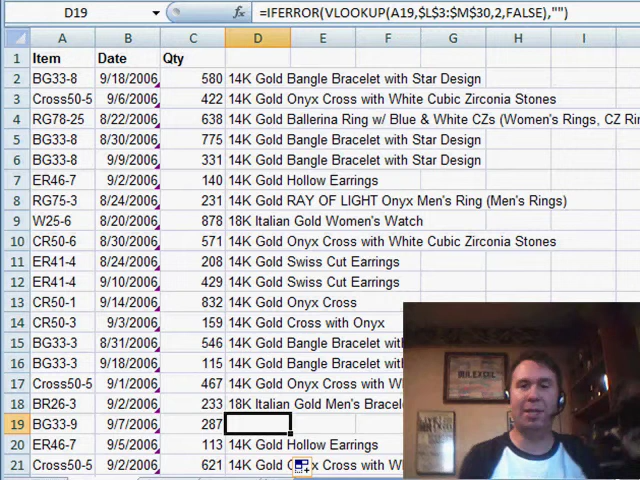 D19 fx =IFERROR(VLOOKUP(A19,$L$3:$M$30,2,FALSE),"")
A B C D E F G H I
1 Item Date Qty
2 BG33-8 9/18/2006 580 14K Gold Bangle Bracelet with Star Design
3 Cross50-5 9/6/2006 422 14K Gold Onyx Cross with White Cubic Zirconia Stones
4 RG78-25 8/22/2006 638 14K Gold Ballerina Ring w/ Blue & White CZs (Women's Rings, CZ Rin
5 BG33-8 8/30/2006 775 14K Gold Bangle Bracelet with Star Design
6 BG33-8 9/9/2006 331 14K Gold Bangle Bracelet with Star Design
7 ER46-7 9/2/2006 140 14K Gold Hollow Earrings
8 RG75-3 8/24/2006 231 14K Gold RAY OF LIGHT Onyx Men's Ring (Men's Rings)
9 W25-6 8/20/2006 878 18K Italian Gold Women's Watch
10 CR50-6 8/30/2006 571 14K Gold Onyx Cross with White Cubic Zirconia Stones
11 ER41-4 8/24/2006 208 14K Gold Swiss Cut Earrings
12 ER41-4 9/10/2006 429 14K Gold Swiss Cut Earrings
13 CR50-1 9/14/2006 832 14K Gold Onyx Cross
14 CR50-3 9/3/2006 159 14K Gold Cross with Onyx
15 BG33-3 8/31/2006 546 14K Gold Bangle Bracelet with
16 BG33-3 9/18/2006 115 14K Gold Bangle Bracelet with
17 Cross50-5 9/1/2006 467 14K Gold Onyx Cross with W
18 BR26-3 9/2/2006 233 18K Italian Gold Men's Bracel
19 BG33-9 9/7/2006 287
20 ER46-7 9/5/2006 113 14K Gold Hollow Earrings
21 Cross50-5 9/2/2006 621 14K Gold Cross with